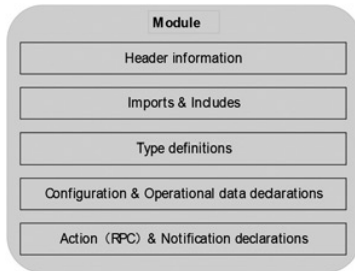 Module
Header information
Imports & Includes
Type definitions
Configuration & Operational data declarations
Action（RPC）& Notification declarations